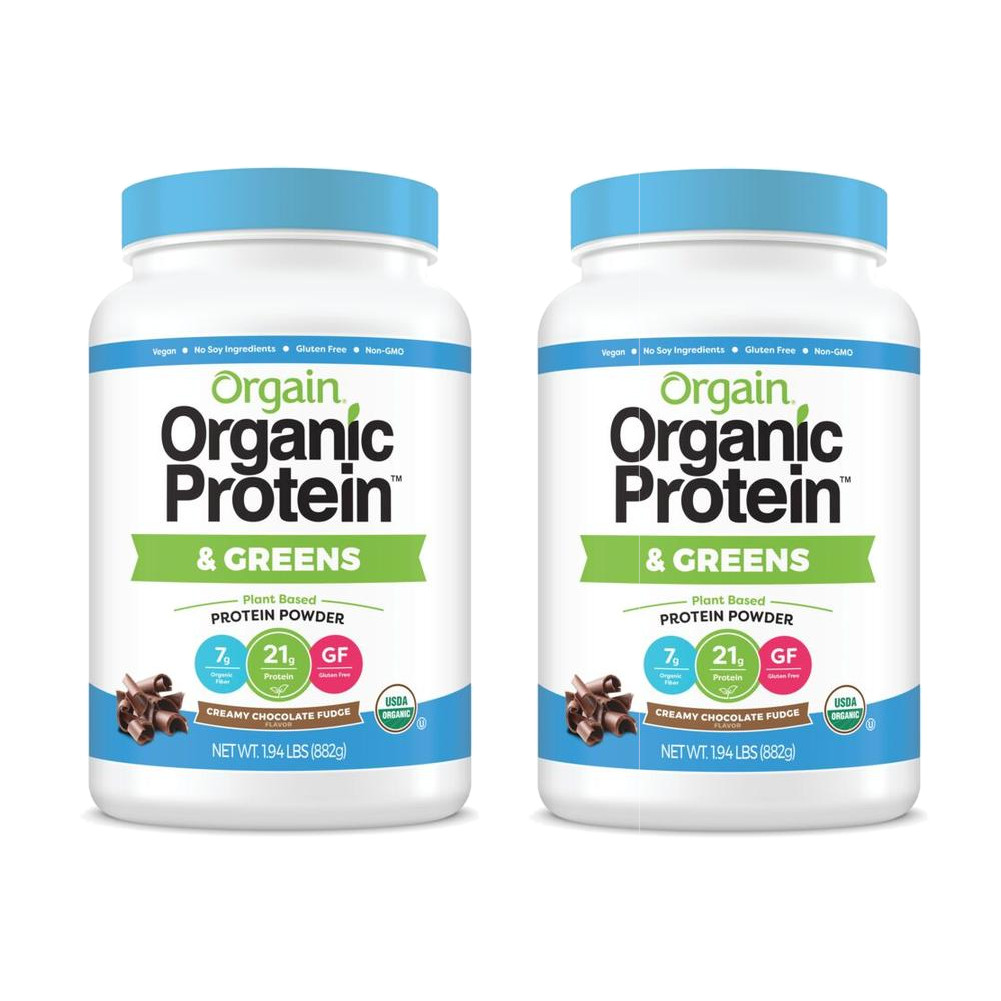 Vegan • No Soy Ingredients • Gluten Free • Non-GMO
Orgain®
Organic
Protein™
& GREENS
Plant Based
PROTEIN POWDER
7g
Organic
Fiber
21g
Protein
GF
Gluten Free
CREAMY CHOCOLATE FUDGE
FLAVOR
USDA
ORGANIC
U
NET WT. 1.94 LBS (882g)
Vegan • No Soy Ingredients • Gluten Free • Non-GMO
Orgain®
Organic
Protein™
& GREENS
Plant Based
PROTEIN POWDER
7g
Organic
Fiber
21g
Protein
GF
Gluten Free
CREAMY CHOCOLATE FUDGE
FLAVOR
USDA
ORGANIC
U
NET WT. 1.94 LBS (882g)